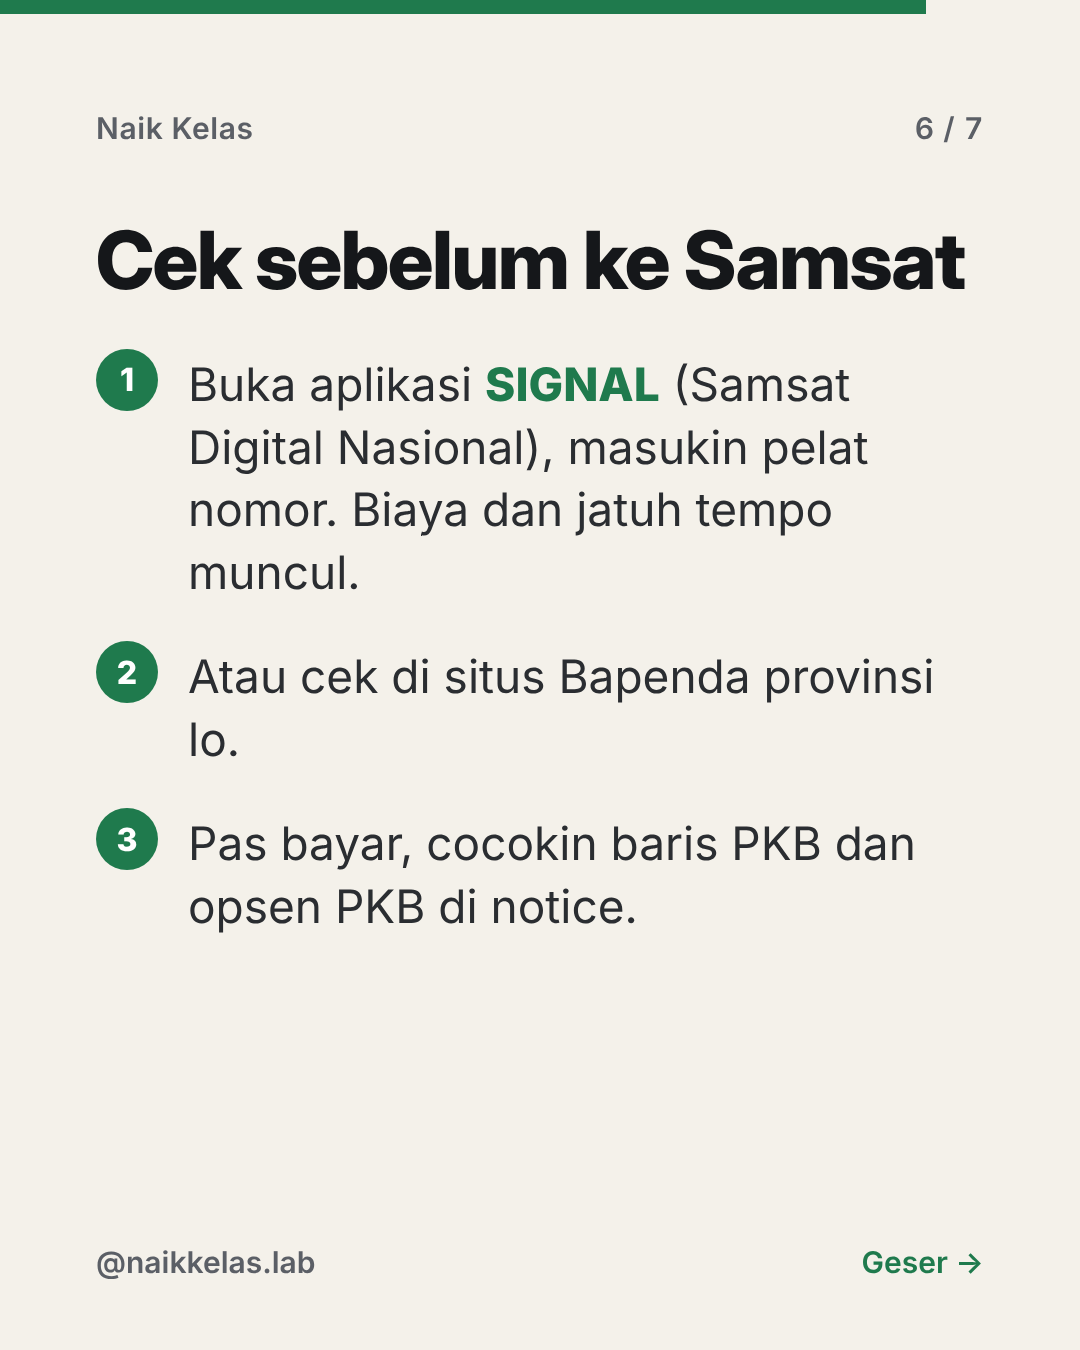 Naik Kelas
6 / 7
Cek sebelum ke Samsat
1
Buka aplikasi SIGNAL (Samsat
Digital Nasional), masukin pelat
nomor. Biaya dan jatuh tempo
muncul.
2
Atau cek di situs Bapenda provinsi
lo.
3
Pas bayar, cocokin baris PKB dan
opsen PKB di notice.
@naikkelas.lab
Geser →